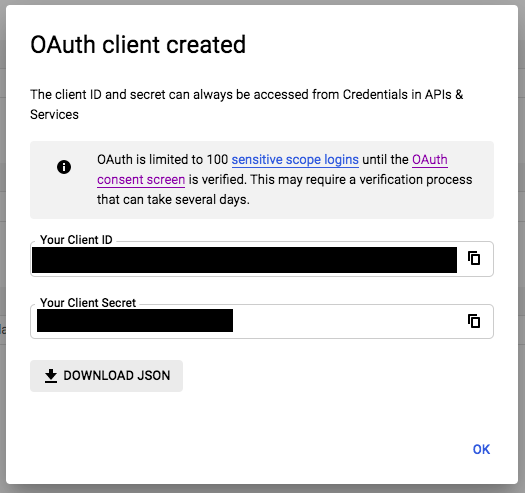 OAuth client created
The client ID and secret can always be accessed from Credentials in APIs &
Services
OAuth is limited to 100 sensitive scope logins until the OAuth
consent screen is verified. This may require a verification process
that can take several days.
Your Client ID
Your Client Secret
DOWNLOAD JSON
OK